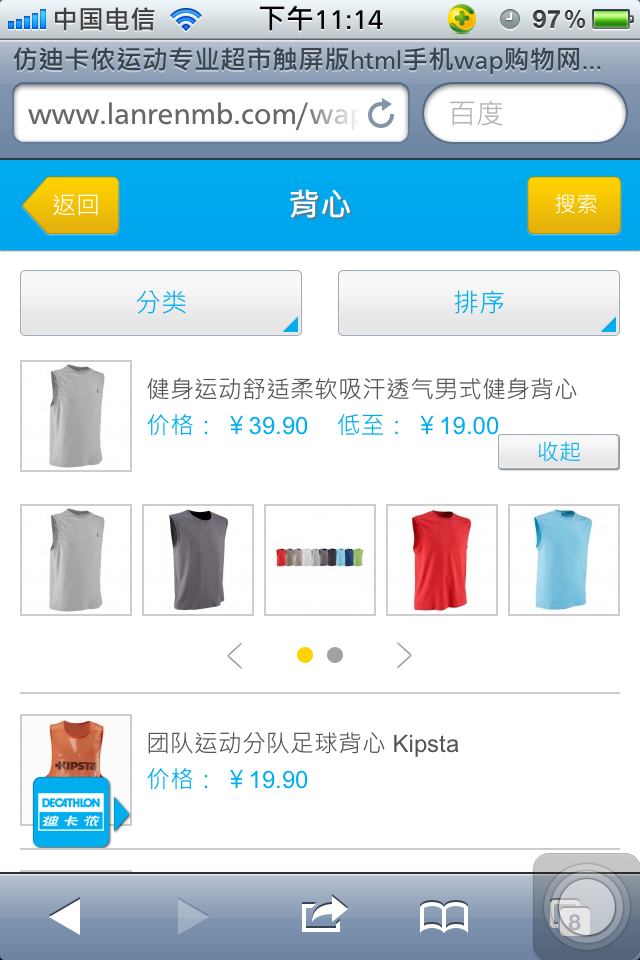 中国电信 下午11:14 97%
仿迪卡侬运动专业超市触屏版html手机wap购物网...
www.lanrenmb.com/wap 百度
返回 背心 搜索
分类 排序
健身运动舒适柔软吸汗透气男式健身背心
价格：￥39.90 低至：￥19.00
收起
团队运动分队足球背心 Kipsta
价格：￥19.90
KIPSTA
DECATHLON
迪卡侬
8